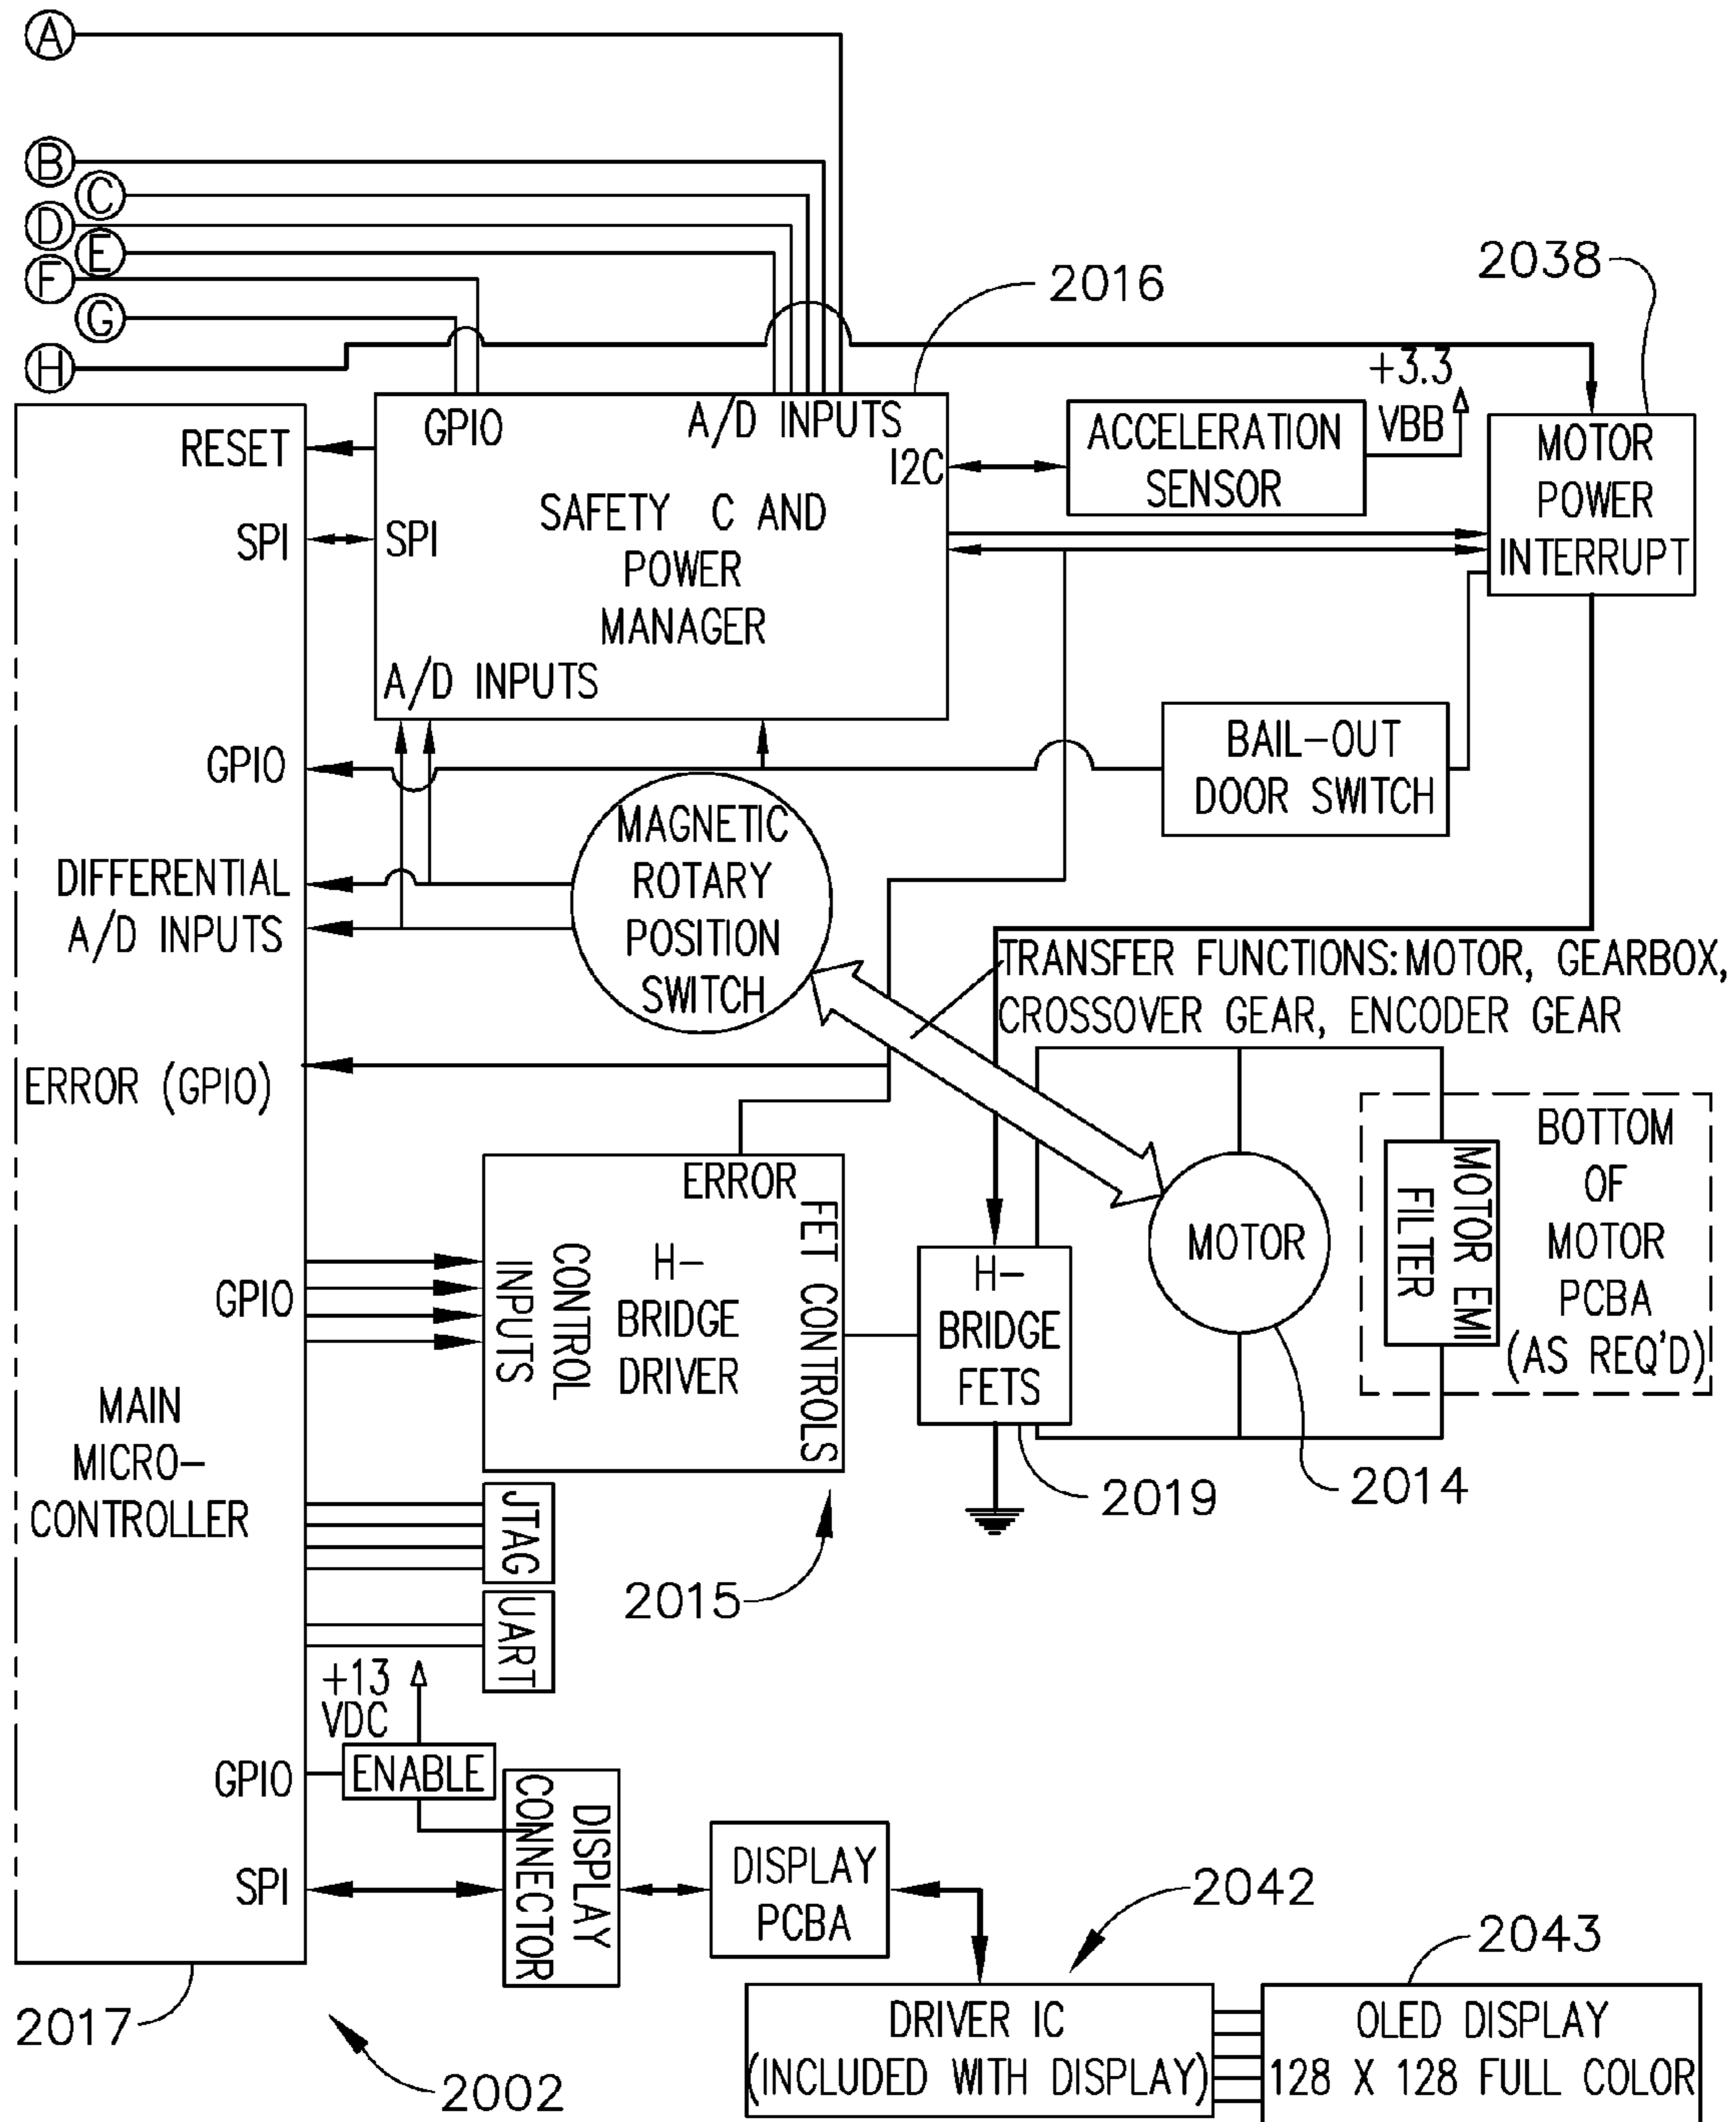 A
B
C
D
E
F
G
H
2016
2038
+3.3
VBB
GPIO
A/D INPUTS
I2C
SAFETY C AND
POWER
MANAGER
SPI
A/D INPUTS
ACCELERATION
SENSOR
MOTOR
POWER
INTERRUPT
RESET
SPI
GPIO
DIFFERENTIAL
A/D INPUTS
ERROR (GPIO)
GPIO
MAIN
MICRO-
CONTROLLER
GPIO
SPI
BAIL-OUT
DOOR SWITCH
MAGNETIC
ROTARY
POSITION
SWITCH
TRANSFER FUNCTIONS: MOTOR, GEARBOX,
CROSSOVER GEAR, ENCODER GEAR
ERROR
CONTROL
INPUTS
H-
BRIDGE
DRIVER
FET CONTROLS
H-
BRIDGE
FETS
MOTOR
MOTOR EMI
FILTER
BOTTOM
OF
MOTOR
PCBA
(AS REQ'D)
2019
2014
2015
JTAG
UART
+13
VDC
ENABLE
DISPLAY
CONNECTOR
DISPLAY
PCBA
2042
2043
DRIVER IC
(INCLUDED WITH DISPLAY)
OLED DISPLAY
128 X 128 FULL COLOR
2017
2002